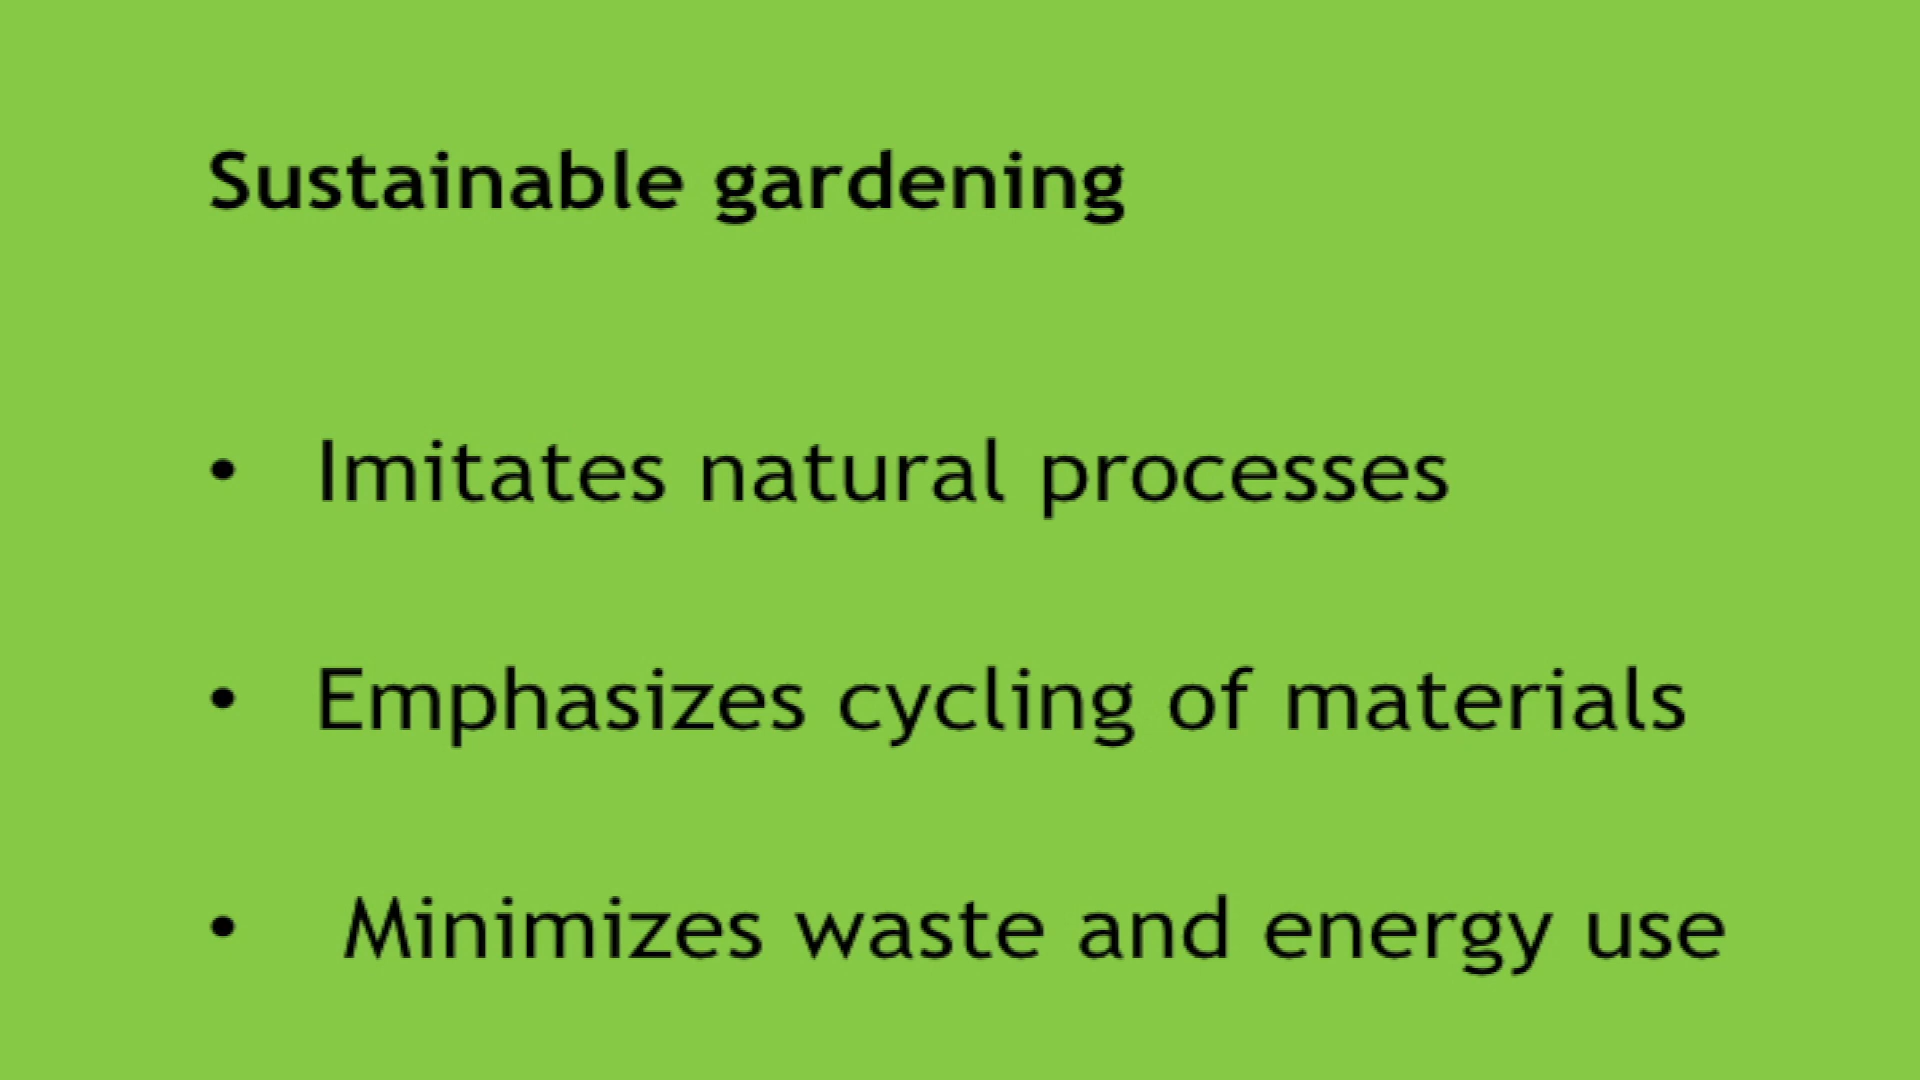 Sustainable gardening
• Imitates natural processes
• Emphasizes cycling of materials
• Minimizes waste and energy use